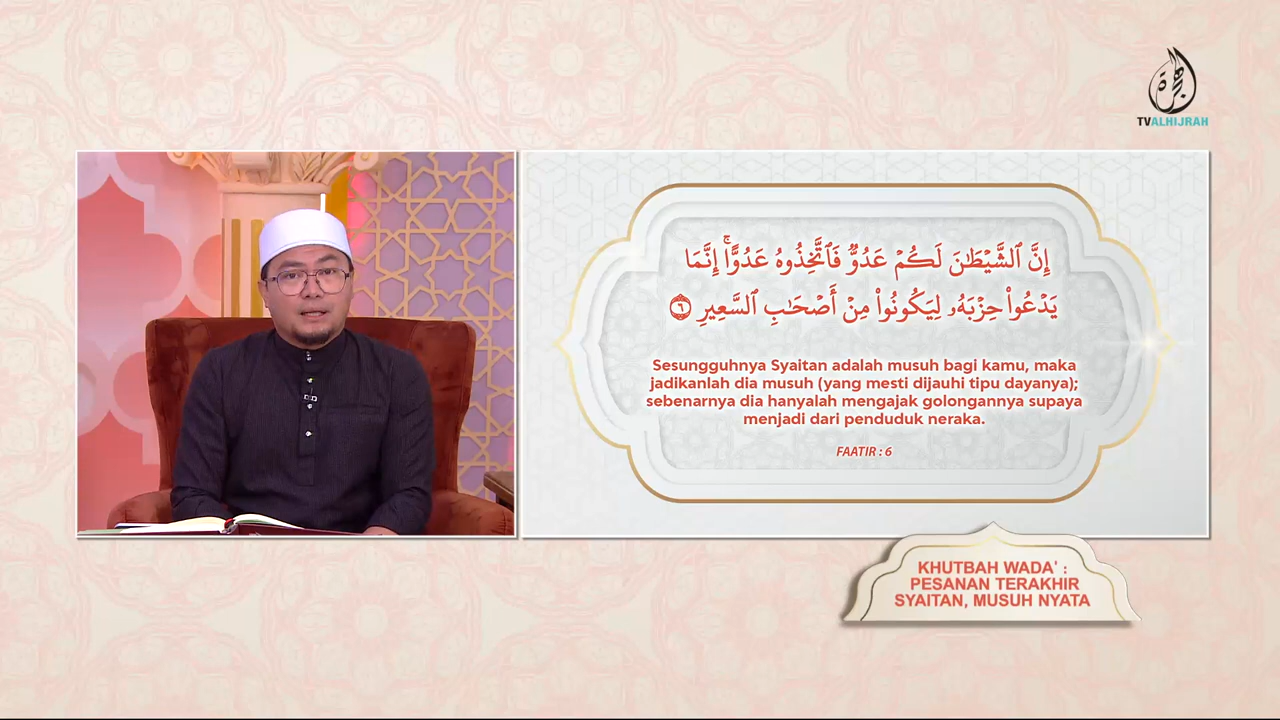 الهجرة
TVALHIJRAH
إِنَّ ٱلشَّيْطَٰنَ لَكُمْ عَدُوٌّ فَٱتَّخِذُوهُ عَدُوًّا ۚ إِنَّمَا
يَدْعُوا۟ حِزْبَهُۥ لِيَكُونُوا۟ مِنْ أَصْحَٰبِ ٱلسَّعِيرِ ٦
Sesungguhnya Syaitan adalah musuh bagi kamu, maka
jadikanlah dia musuh (yang mesti dijauhi tipu dayanya);
sebenarnya dia hanyalah mengajak golongannya supaya
menjadi dari penduduk neraka.
FAATIR : 6
KHUTBAH WADA' :
PESANAN TERAKHIR
SYAITAN, MUSUH NYATA